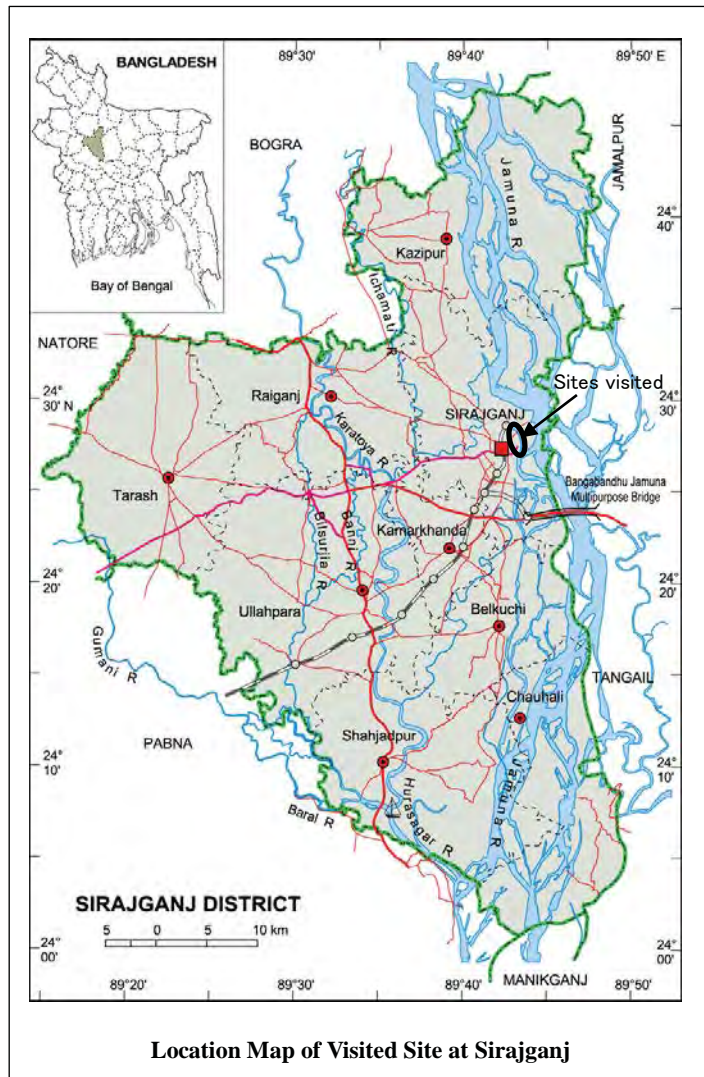 89° 30'
89° 40'
89° 50' E
BANGLADESH
Bay of Bengal
BOGRA
JAMALPUR
Jamuna R
24°
40'
Kazipur
Ichamati R
NATORE
24°
30' N
24°
30'
Sites visited
SIRAJGANJ
Raiganj
Karatoya R
Bangabandhu Jamuna
Multipurpose Bridge
Tarash
Kamarkhanda
Bilsurjia R
Banni R
24°
20'
24°
20'
Ullahpara
Belkuchi
Gumani R
TANGAIL
Chauhali
PABNA
Shahjadpur
24°
10'
24°
10'
Jamuna R
Hurasagar R
Baral R
SIRAJGANJ DISTRICT
5 0 5 10 km
24°
00'
24°
00'
MANIKGANJ
89° 20'
89° 30'
89° 40'
89° 50'
Location Map of Visited Site at Sirajganj